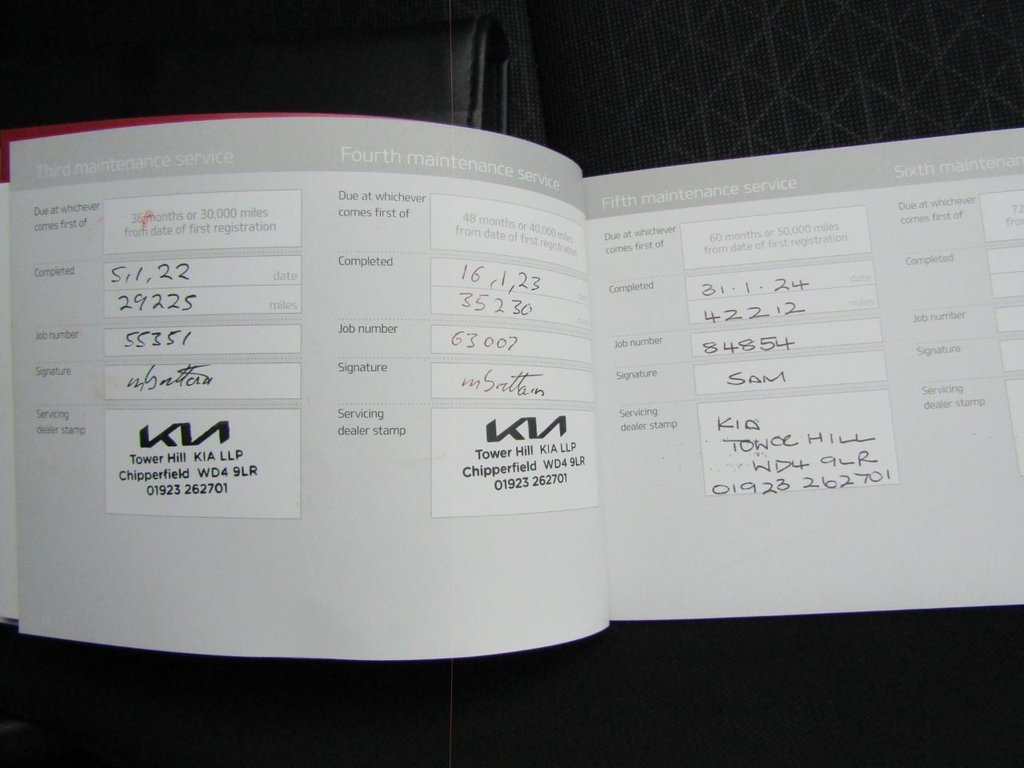 Third maintenance service
Due at whichever
comes first of
36 months or 30,000 miles
from date of first registration
Completed
5,1,22 date
29225 miles
Job number
55351
Signature
Servicing
dealer stamp
KIA
Tower Hill KIA LLP
Chipperfield WD4 9LR
01923 262701
Fourth maintenance service
Due at whichever
comes first of
48 months or 40,000 miles
from date of first registration
Completed
16,1,23
35230
Job number
63007
Signature
Servicing
dealer stamp
KIA
Tower Hill KIA LLP
Chipperfield WD4 9LR
01923 262701
Fifth maintenance service
Due at whichever
comes first of
60 months or 50,000 miles
from date of first registration
Completed
31.1.24 date
42212 miles
Job number
84854
Signature
SAM
Servicing
dealer stamp
KIA
TOWCE HILL
WD4 9LR
01923 262701
Sixth maintenan
Due at whichever
comes first of
72
from
Completed
Job number
Signature
Servicing
dealer stamp